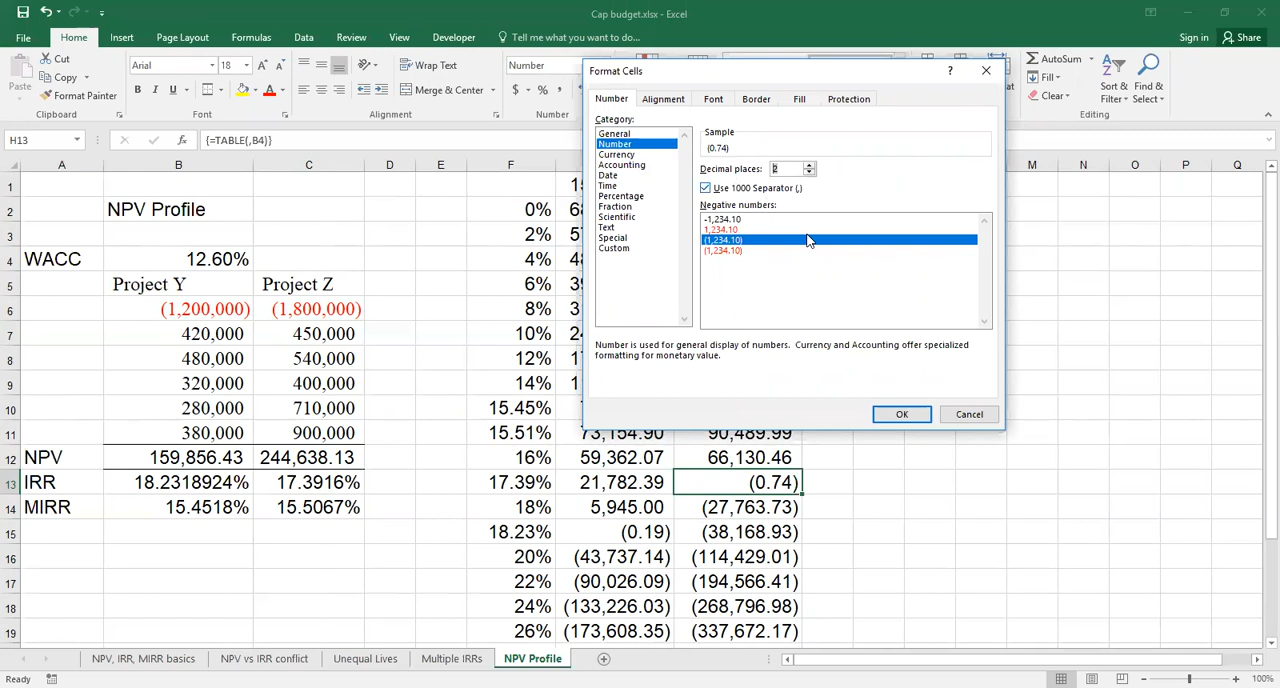 Cap budget.xlsx - Excel
File Home Insert Page Layout Formulas Data Review View Developer Tell me what you want to do... Sign in Share
Paste
Cut
Copy
Format Painter
Clipboard
Arial 18
B I U
Font
Wrap Text
Merge & Center
Alignment
Number
$ % ,
Number
AutoSum
Fill
Clear
Sort &
Filter
Find &
Select
Editing
H13 {=TABLE(,B4)}
A B C D E F M N O P Q
1
2 NPV Profile 0%
3 2%
4 WACC 12.60% 4%
5 Project Y Project Z 6%
6 (1,200,000) (1,800,000) 8%
7 420,000 450,000 10%
8 480,000 540,000 12%
9 320,000 400,000 14%
10 280,000 710,000 15.45%
11 380,000 900,000 15.51% 73,154.90 90,489.99
12 NPV 159,856.43 244,638.13 16% 59,362.07 66,130.46
13 IRR 18.2318924% 17.3916% 17.39% 21,782.39 (0.74)
14 MIRR 15.4518% 15.5067% 18% 5,945.00 (27,763.73)
15 18.23% (0.19) (38,168.93)
16 20% (43,737.14) (114,429.01)
17 22% (90,026.09) (194,566.41)
18 24% (133,226.03) (268,796.98)
19 26% (173,608.35) (337,672.17)
Format Cells ?
Number Alignment Font Border Fill Protection
Category:
General
Number
Currency
Accounting
Date
Time
Percentage
Fraction
Scientific
Text
Special
Custom
Sample
(0.74)
Decimal places: 2
Use 1000 Separator (,)
Negative numbers:
-1,234.10
1,234.10
(1,234.10)
(1,234.10)
Number is used for general display of numbers. Currency and Accounting offer specialized
formatting for monetary value.
OK Cancel
NPV, IRR, MIRR basics NPV vs IRR conflict Unequal Lives Multiple IRRs NPV Profile
Ready 100%